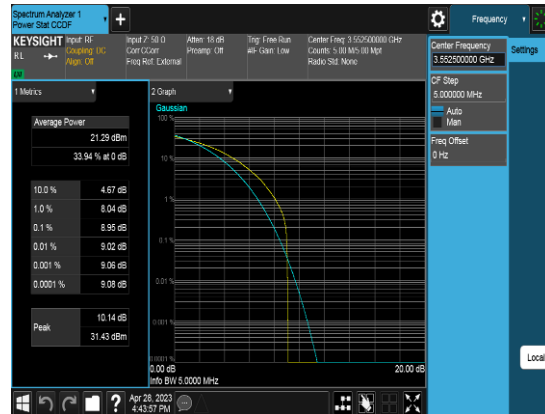 Spectrum Analyzer 1
Power Stat CCDF
+
Frequency
KEYSIGHT
RL
Input: RF
Coupling: DC
Align: Off
Input Z: 50 Ω
Corr CCorr
Freq Ref: External
Atten: 18 dB
Preamp: Off
Trig: Free Run
#IF Gain: Low
Center Freq: 3.552500000 GHz
Counts: 5.00 M/5.00 Mpt
Radio Std: None
Center Frequency
3.552500000 GHz
Settings
CF Step
5.000000 MHz
Auto
Man
Freq Offset
0 Hz
1 Metrics
2 Graph
Gaussian
Average Power
21.29 dBm
33.94 % at 0 dB
10.0 % 4.67 dB
1.0 % 8.04 dB
0.1 % 8.95 dB
0.01 % 9.02 dB
0.001 % 9.06 dB
0.0001 % 9.08 dB
Peak
10.14 dB
31.43 dBm
100 %
10 %
1 %
0.1 %
0.01 %
0.001 %
0.0001 %
0.00 dB
20.00 dB
Info BW 5.0000 MHz
Local
?
Apr 28, 2023
4:43:57 PM